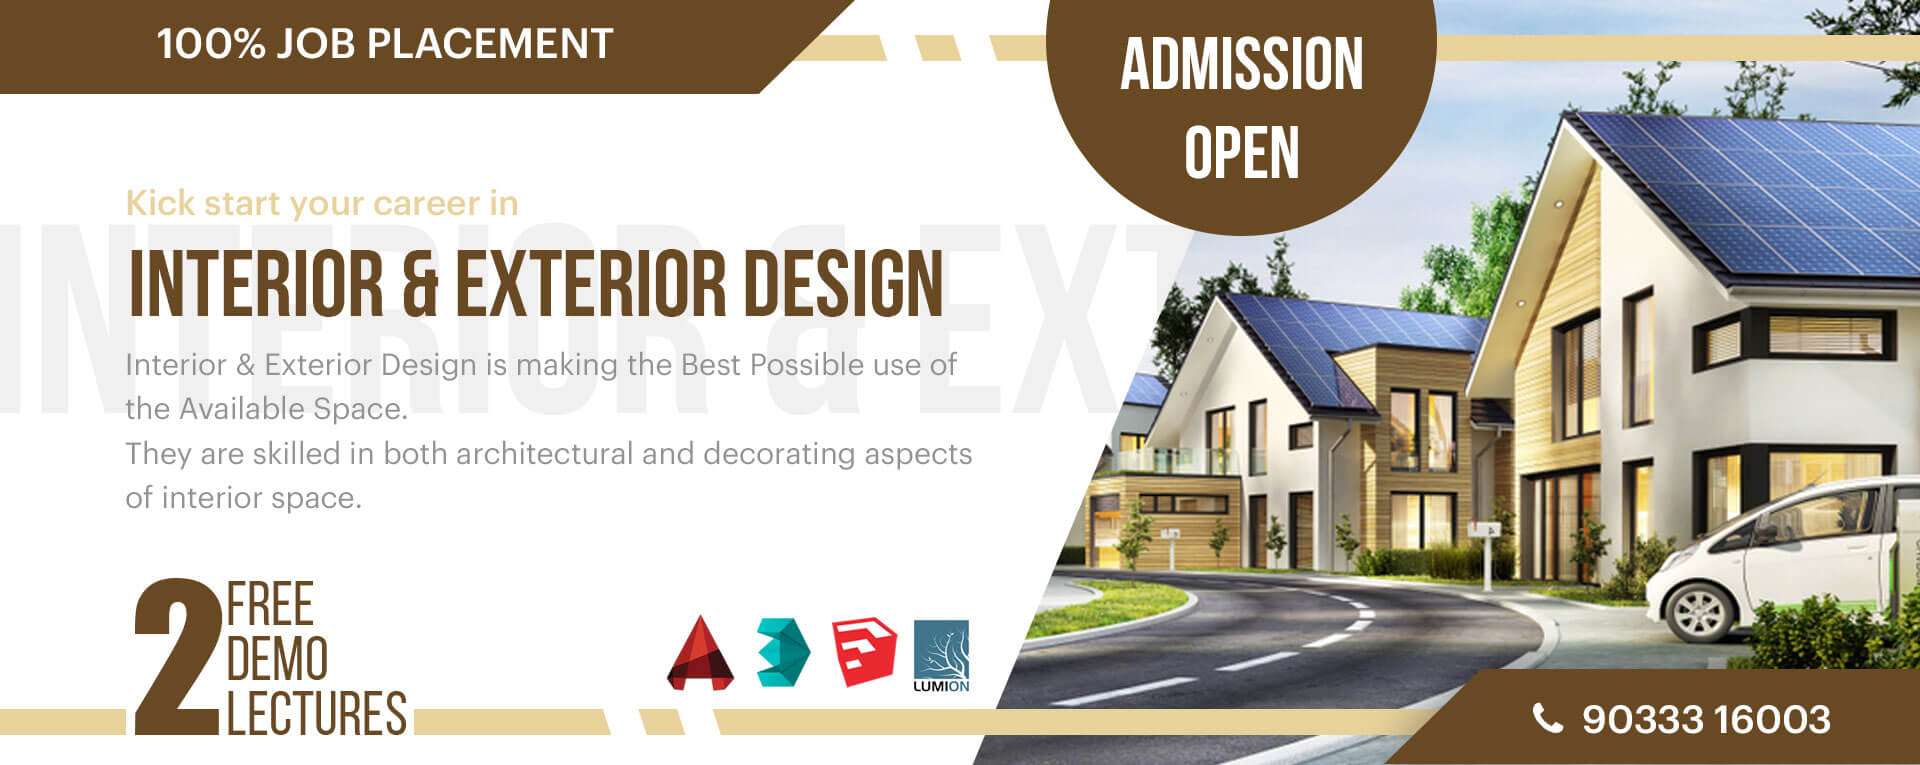 100% JOB PLACEMENT
ADMISSION
OPEN
Kick start your career in
INTERIOR & EXT
INTERIOR & EXTERIOR DESIGN
Interior & Exterior Design is making the Best Possible use of
the Available Space.
They are skilled in both architectural and decorating aspects
of interior space.
2 FREE
DEMO
LECTURES
LUMION
90333 16003